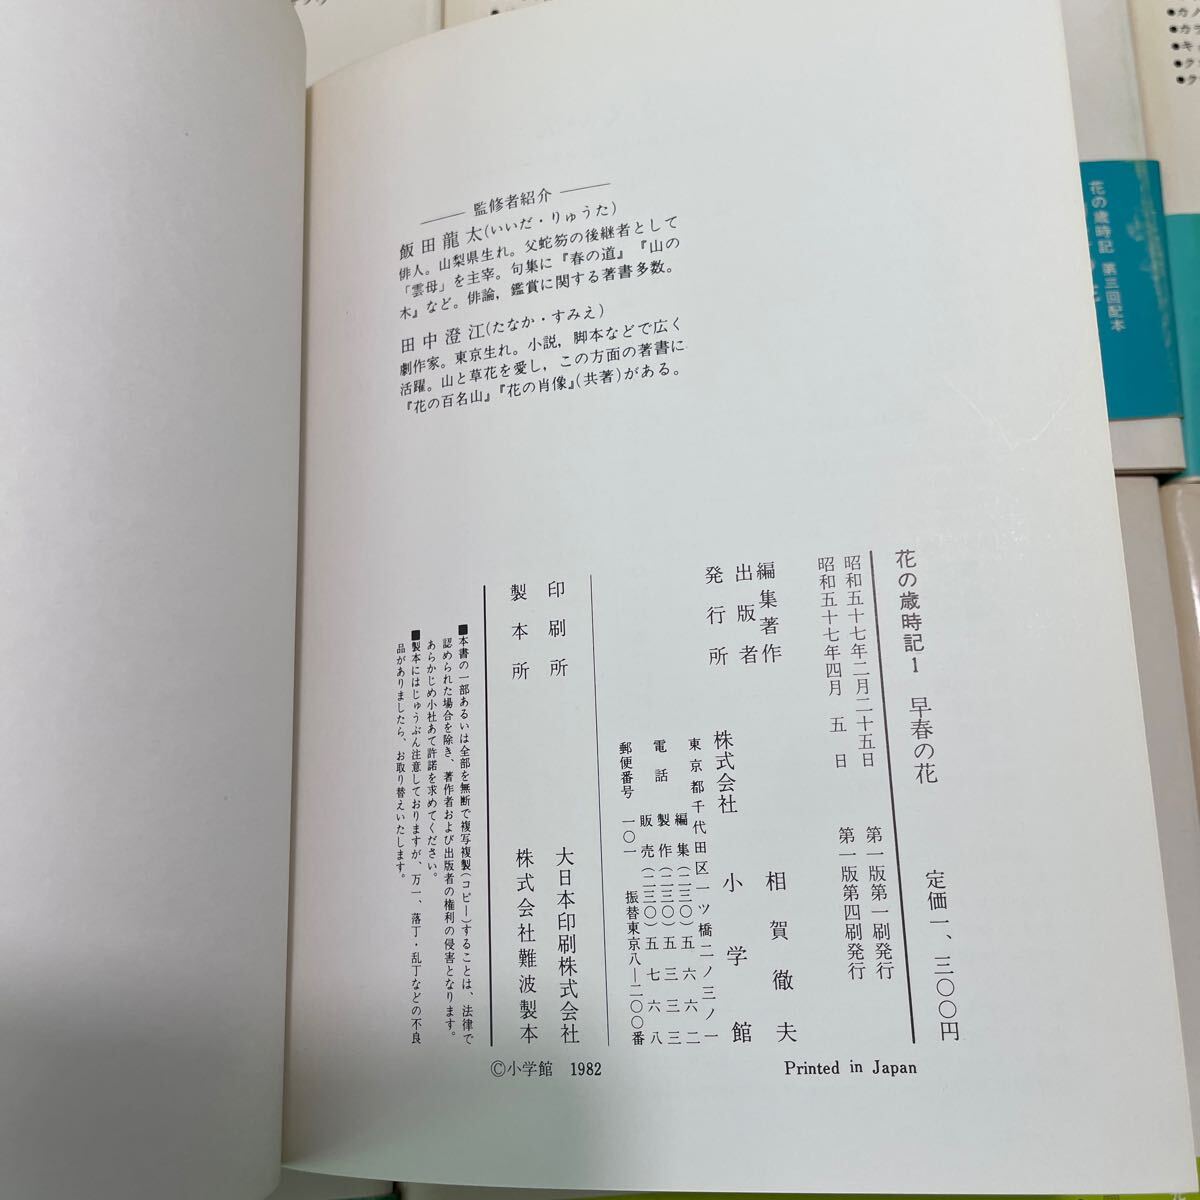 監修者紹介
飯田龍太(いいだ・りゅうた)
俳人。山梨県生れ。父蛇笏の後継者として
「雲母」を主宰。句集に『春の道』『山の
木』など。俳論，鑑賞に関する著書多数。
田中澄江(たなか・すみえ)
劇作家。東京生れ。小説，脚本などで広く
活躍。山と草花を愛し，この方面の著書に
『花の百名山』『花の肖像』(共著)がある。
花の歳時記1 早春の花 定価一、三〇〇円
昭和五十七年二月二十五日 第一版第一刷発行
昭和五十七年四月 五 日 第一版第四刷発行
編集著作
出版者 相賀徹夫
発行所 株式会社 小学館
東京都千代田区一ツ橋二ノ三ノ一
電話 編集(二三〇)五六六二
製作(二三〇)五三三三
販売(二三〇)五七六八
郵便番号 一〇一 振替東京八―二〇〇番
印刷所 大日本印刷株式会社
製本所 株式会社難波製本
■本書の一部あるいは全部を無断で複写複製(コピー)することは、法律で
認められた場合を除き、著作者および出版者の権利の侵害となります。
あらかじめ小社あて許諾を求めてください。
■製本にはじゅうぶん注意しておりますが、万一、落丁・乱丁などの不良
品がありましたら、お取り替えいたします。
©小学館 1982 Printed in Japan
花の歳時記 第三回配本